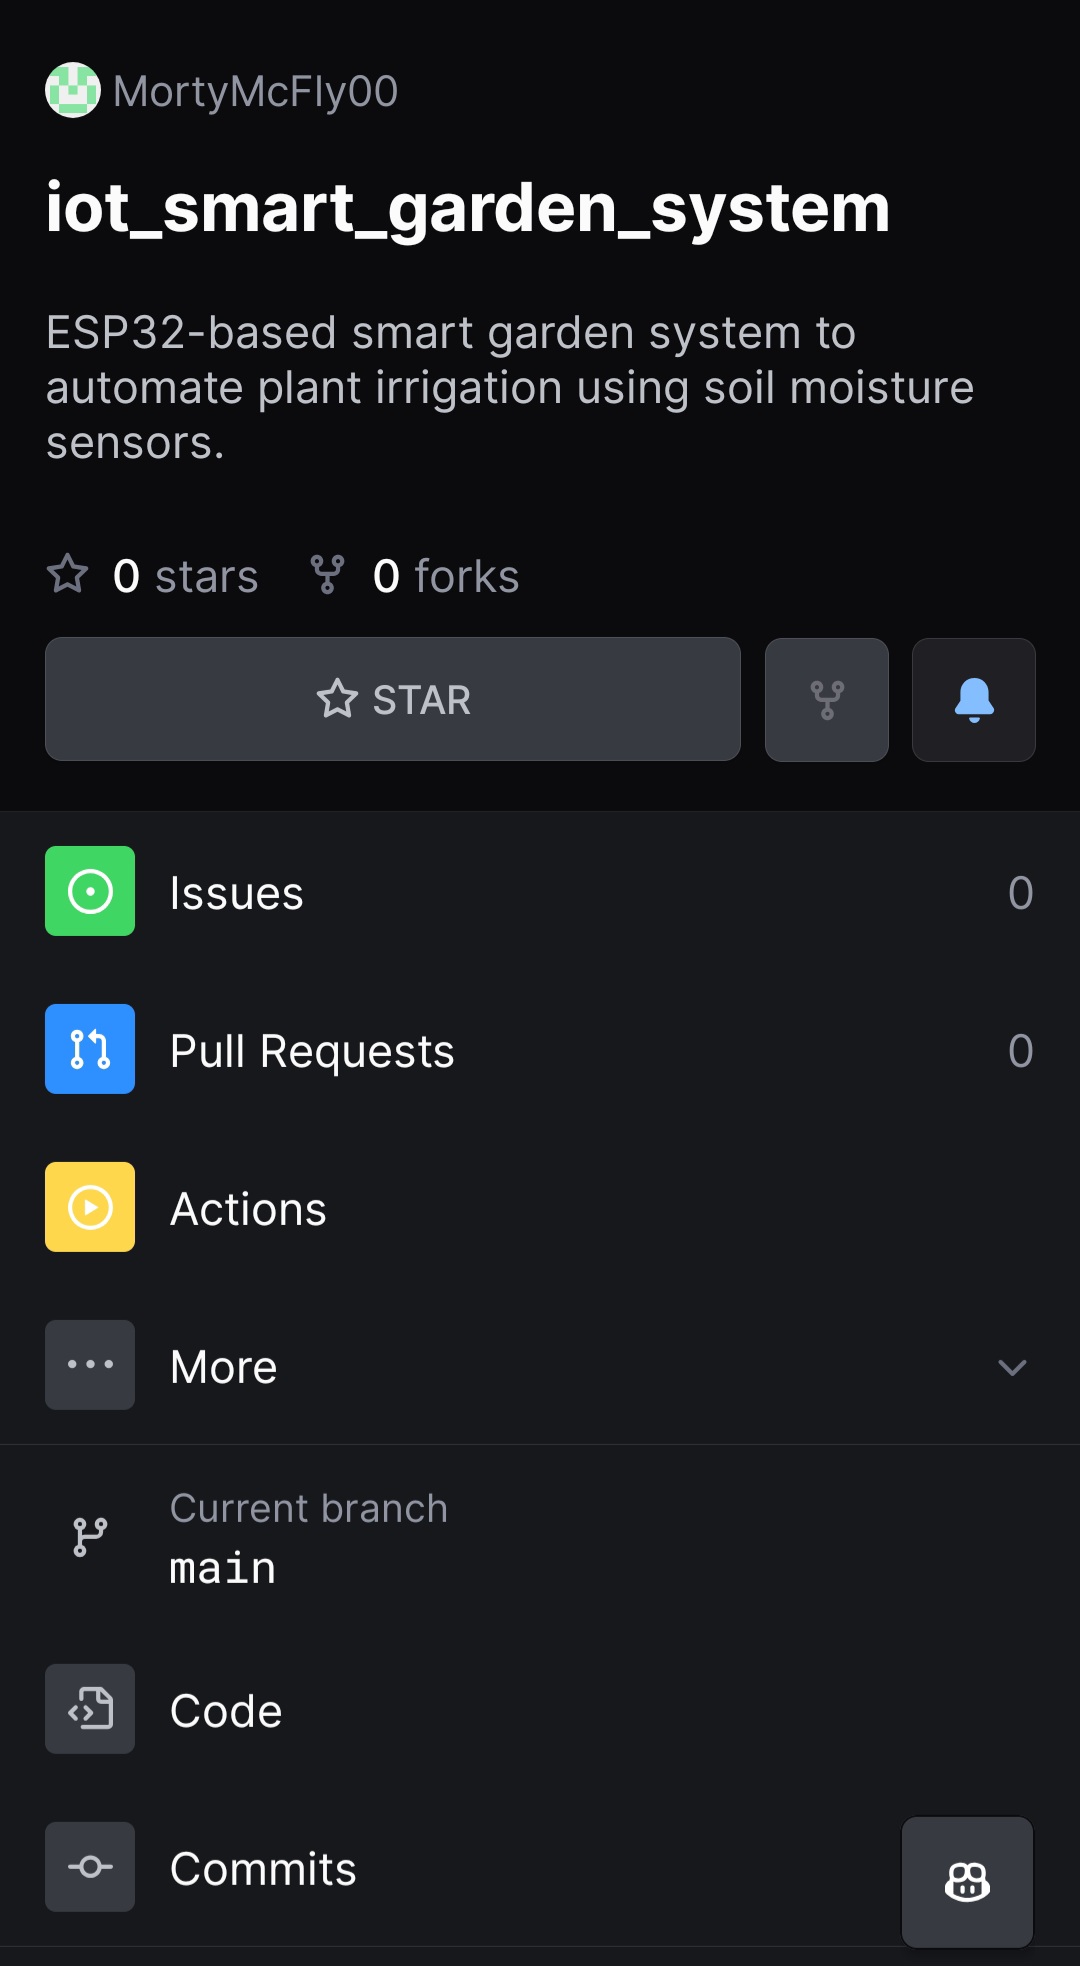 MortyMcFly00
iot_smart_garden_system
ESP32-based smart garden system to
automate plant irrigation using soil moisture
sensors.
0 stars 0 forks
STAR
Issues 0
Pull Requests 0
Actions
More
Current branch
main
Code
Commits